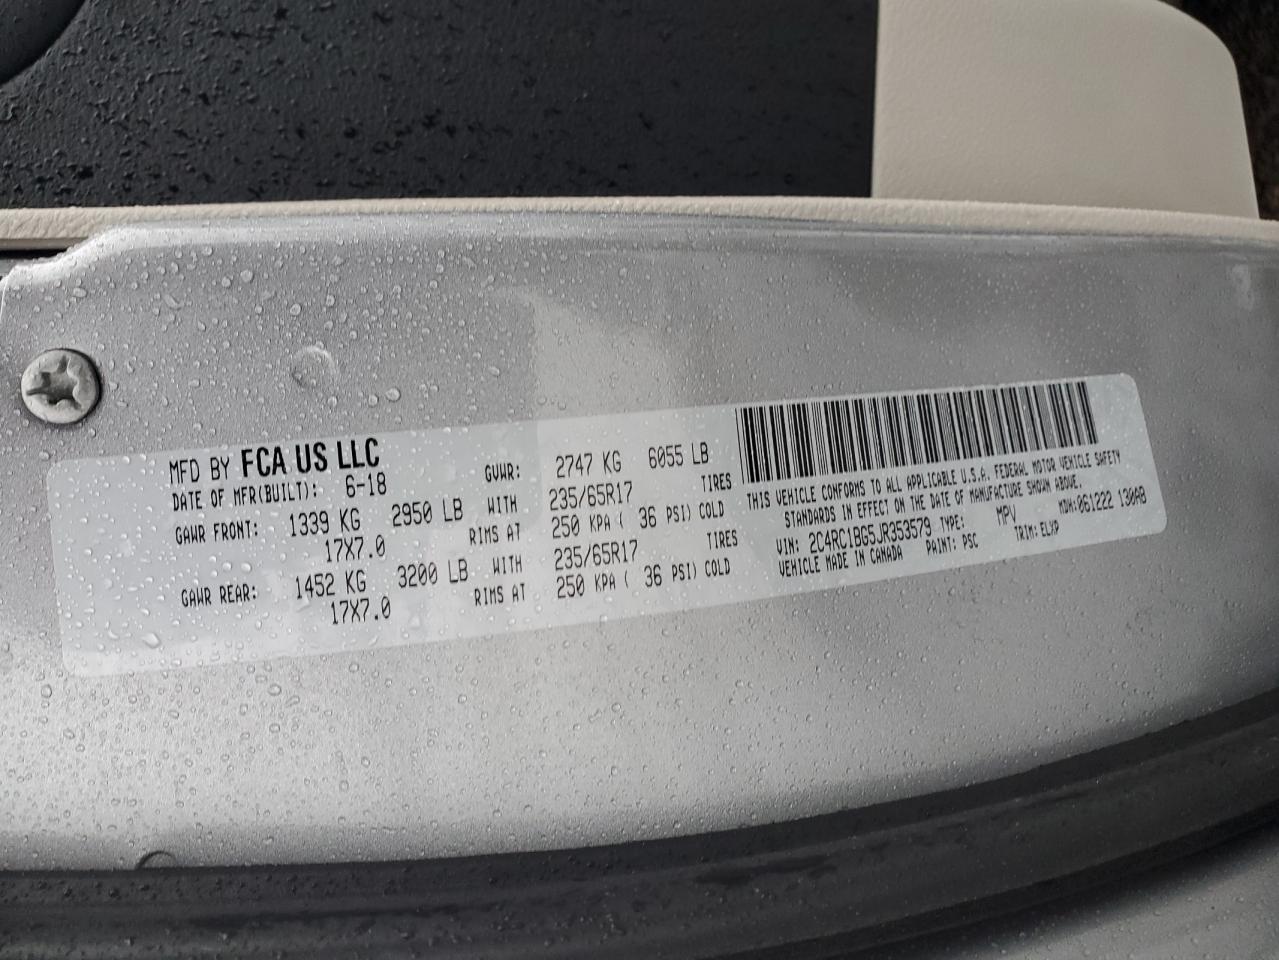 MFD BY FCA US LLC
DATE OF MFR(BUILT): 6-18 GVWR: 2747 KG 6055 LB
GAWR FRONT: 1339 KG 2950 LB WITH 235/65R17 TIRES
17X7.0 RIMS AT 250 KPA ( 36 PSI) COLD
GAWR REAR: 1452 KG 3200 LB WITH 235/65R17 TIRES
17X7.0 RIMS AT 250 KPA ( 36 PSI) COLD
THIS VEHICLE CONFORMS TO ALL APPLICABLE U.S.A. FEDERAL MOTOR VEHICLE SAFETY
STANDARDS IN EFFECT ON THE DATE OF MANUFACTURE SHOWN ABOVE.
VIN: 2C4RC1BG5JR353579 TYPE: MPV MDH:061222 130AB
VEHICLE MADE IN CANADA PAINT: PSC TRIM: ELXP